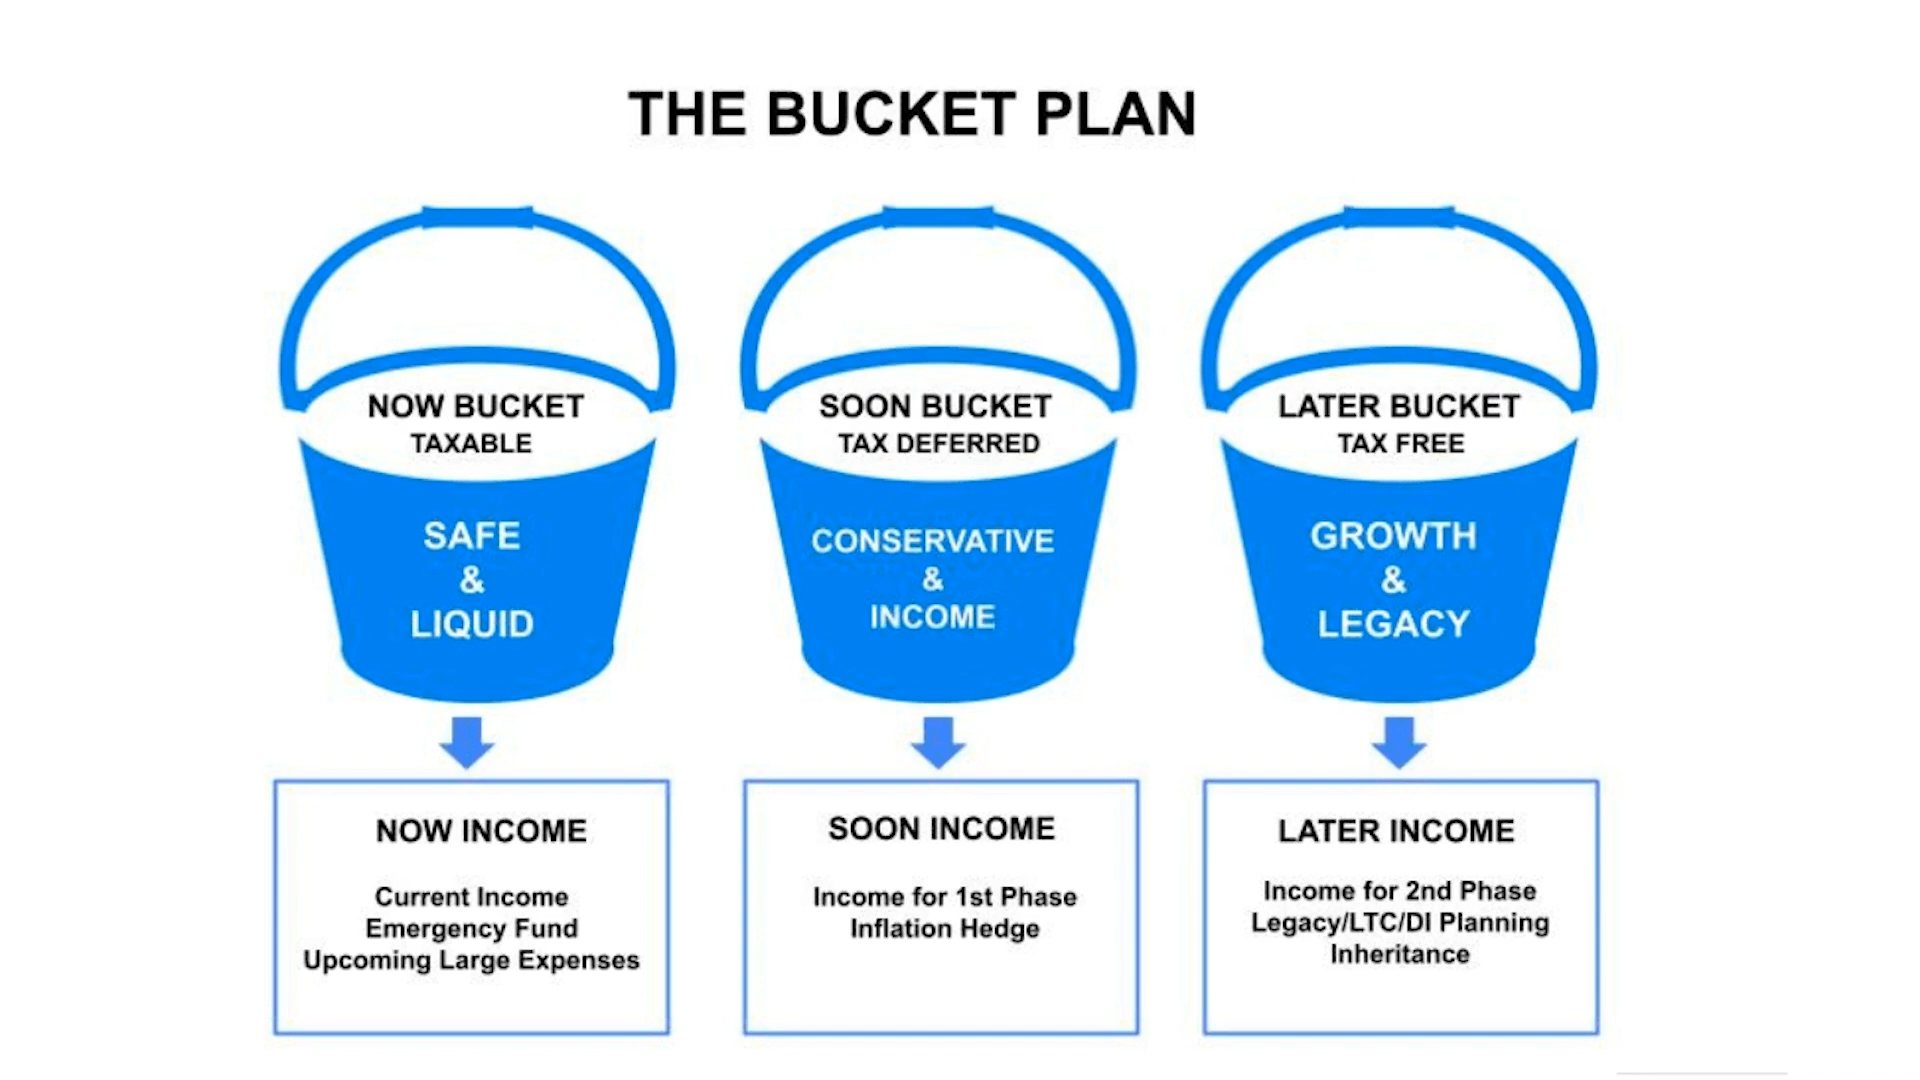 THE BUCKET PLAN
NOW BUCKET
TAXABLE
SAFE
&
LIQUID
NOW INCOME
Current Income
Emergency Fund
Upcoming Large Expenses
SOON BUCKET
TAX DEFERRED
CONSERVATIVE
&
INCOME
SOON INCOME
Income for 1st Phase
Inflation Hedge
LATER BUCKET
TAX FREE
GROWTH
&
LEGACY
LATER INCOME
Income for 2nd Phase
Legacy/LTC/DI Planning
Inheritance